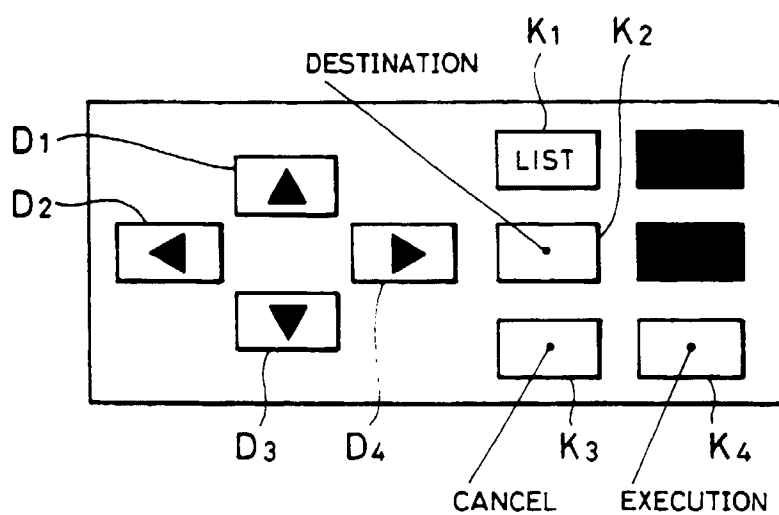 K1
K2
DESTINATION
D1
LIST
D2
D3
D4
K3
K4
CANCEL
EXECUTION